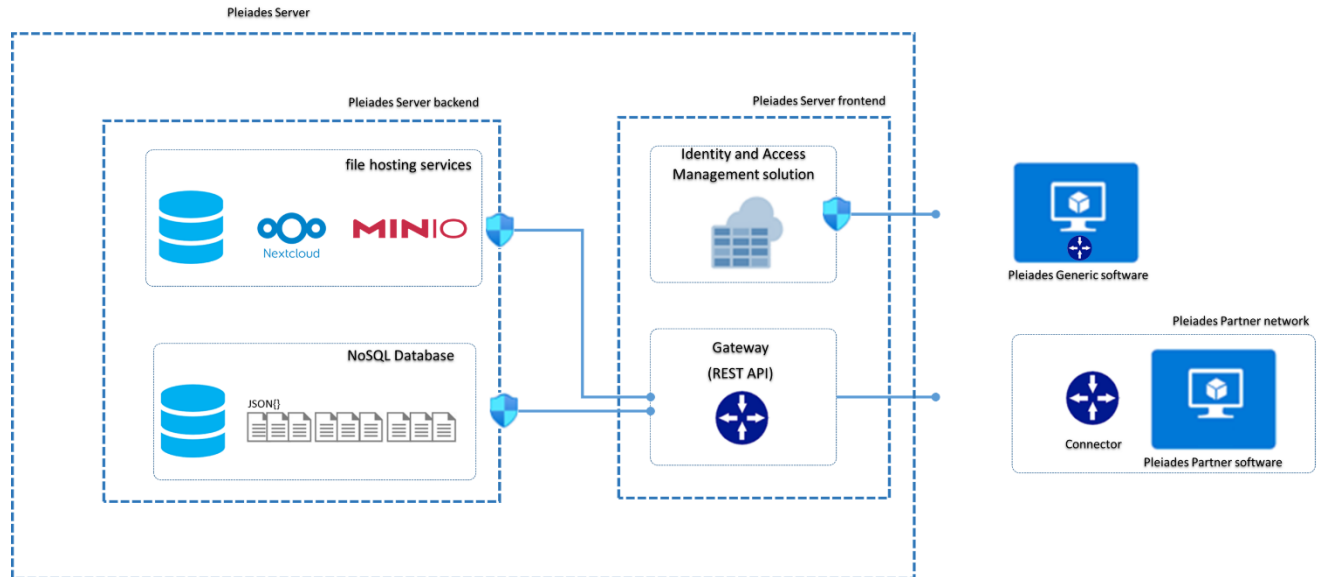 Pleiades Server
Pleiades Server backend
Pleiades Server frontend
file hosting services
Nextcloud
MINIO
Identity and Access
Management solution
Pleiades Generic software
NoSQL Database
JSON{}
Gateway
(REST API)
Pleiades Partner network
Connector
Pleiades Partner software